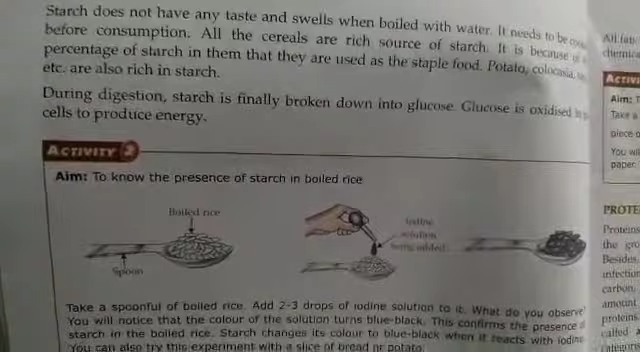 Starch does not have any taste and swells when boiled with water. It needs to be
before consumption. All the cereals are rich source of starch. It is because of
percentage of starch in them that they are used as the staple food. Potato, colocasia,
etc. are also rich in starch.
During digestion, starch is finally broken down into glucose. Glucose is oxidised
cells to produce energy.
ACTIVITY 2
Aim: To know the presence of starch in boiled rice
Boiled rice
Spoon
Iodine
solution
being added
Take a spoonful of boiled rice. Add 2-3 drops of iodine solution to it. What do you observe
You will notice that the colour of the solution turns blue-black. This confirms the presence
starch in the boiled rice. Starch changes its colour to blue-black when it reacts with iodine
You can also try this experiment with a slice of bread or potato.
All
Aim:
Take a
piece
You
paper.
Proteins
the
Besides,
carbon,
amount
proteins
called